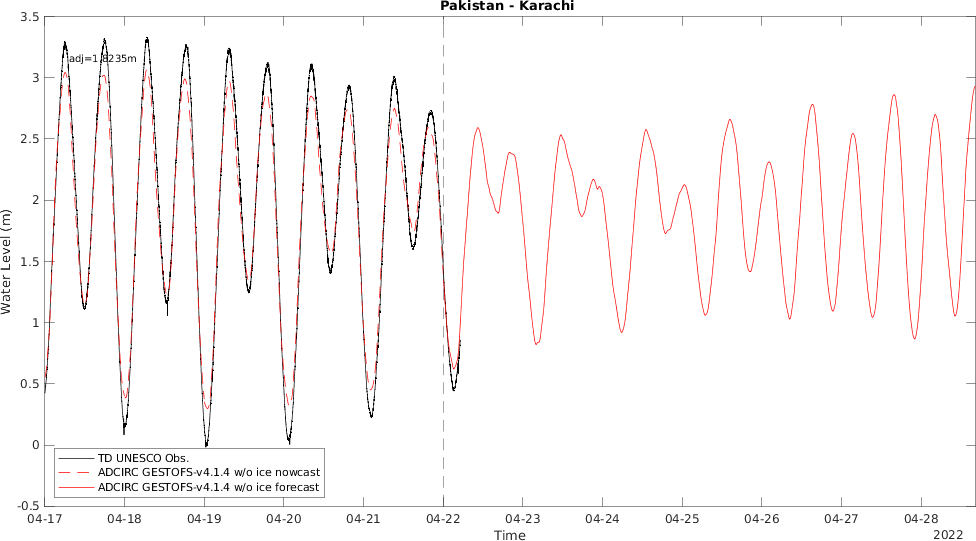 Pakistan - Karachi
3.5
adj=1.8235m
3
2.5
2
1.5
1
0.5
0
-0.5
Water Level (m)
TD UNESCO Obs.
ADCIRC GESTOFS-v4.1.4 w/o ice nowcast
ADCIRC GESTOFS-v4.1.4 w/o ice forecast
04-17 04-18 04-19 04-20 04-21 04-22 04-23 04-24 04-25 04-26 04-27 04-28
Time
2022